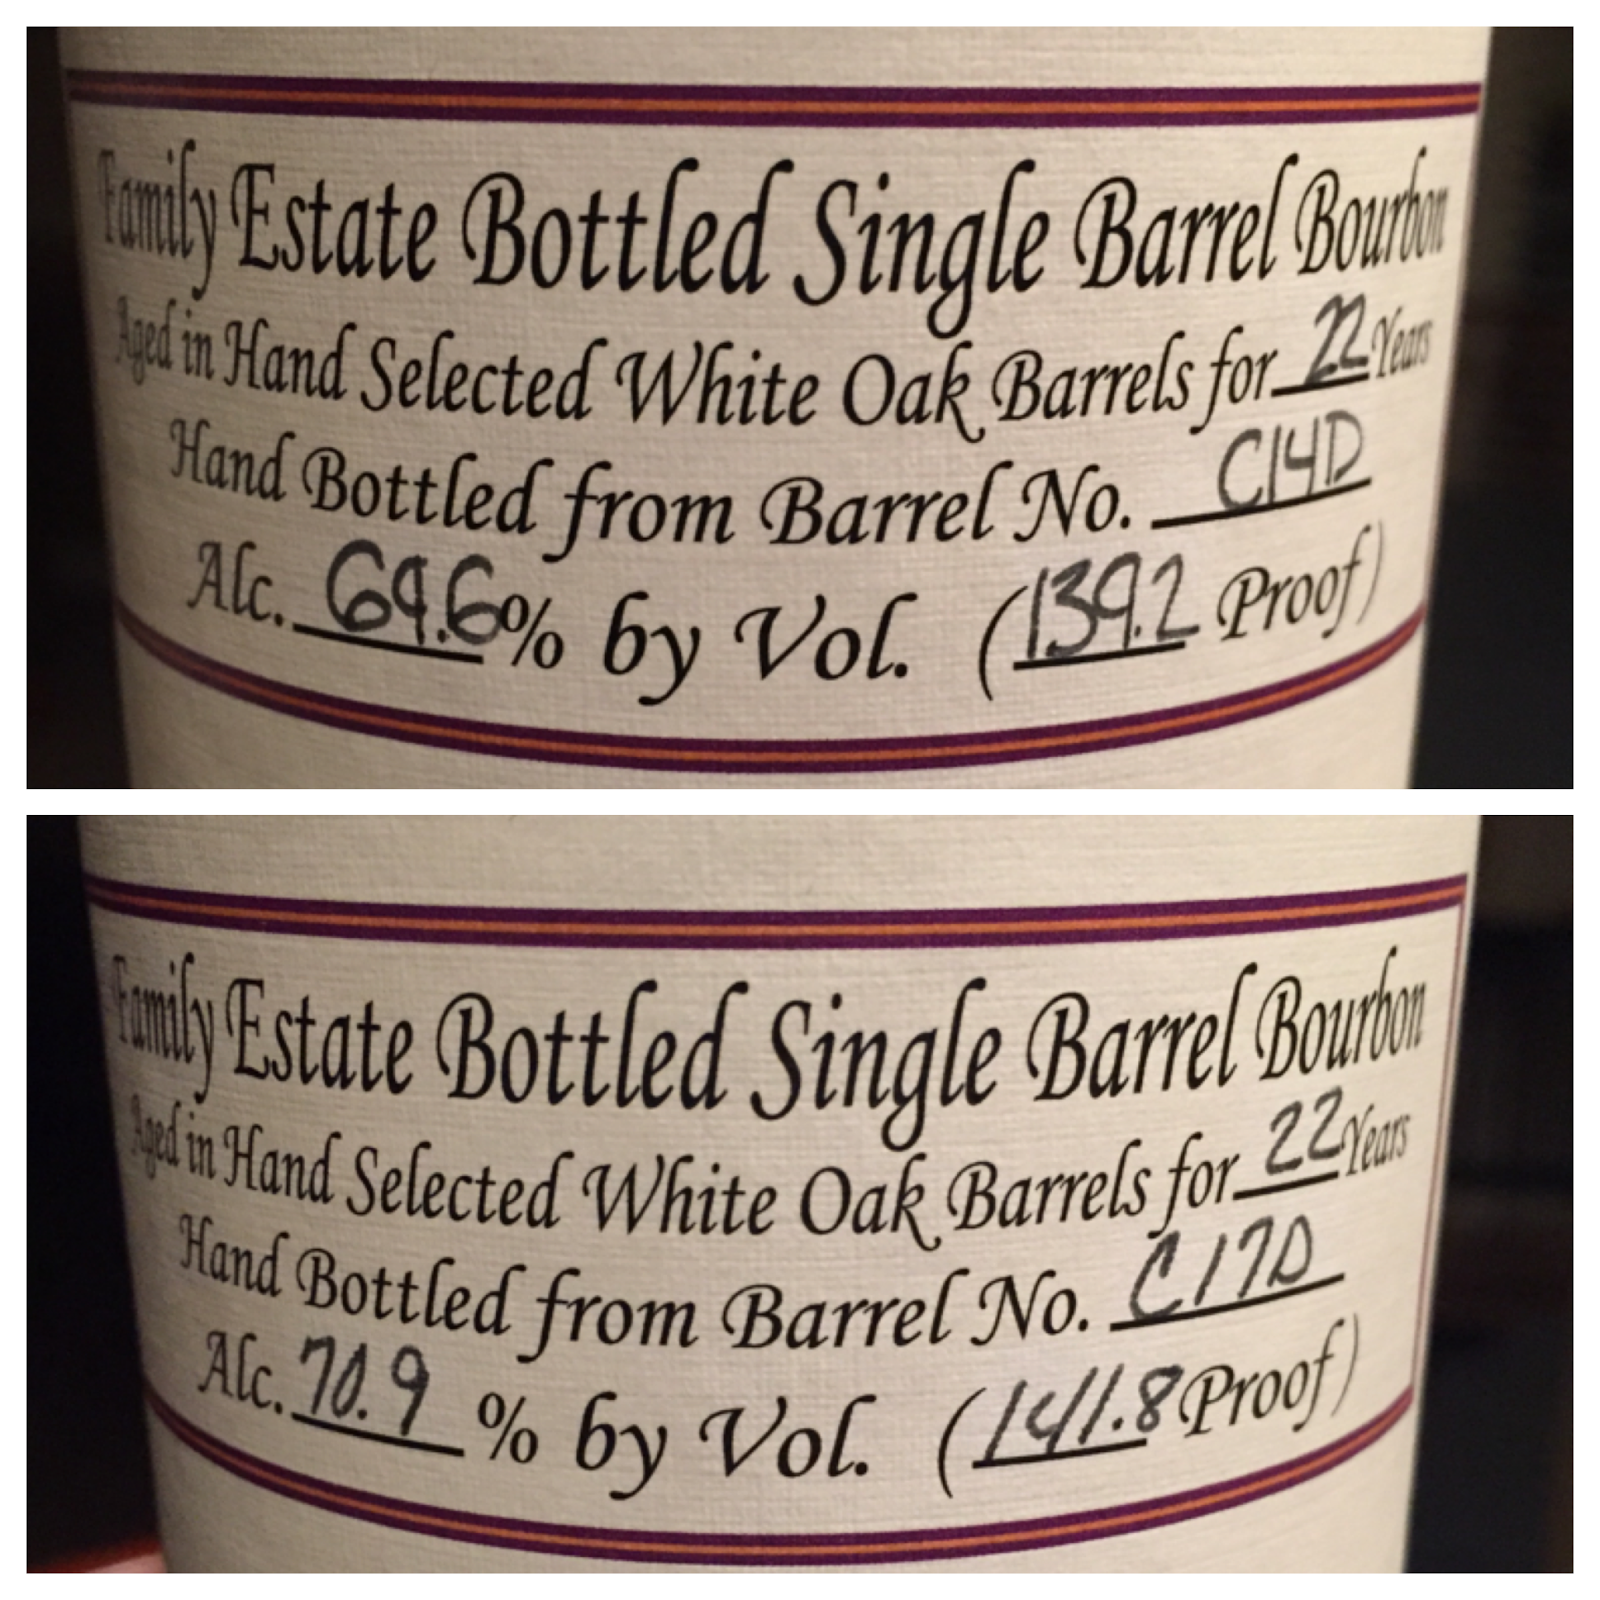 Family Estate Bottled Single Barrel Bourbon
Aged in Hand Selected White Oak Barrels for 22 Years
Hand Bottled from Barrel No. C14D
Alc. 69.6% by Vol. (139.2 Proof)
Family Estate Bottled Single Barrel Bourbon
Aged in Hand Selected White Oak Barrels for 22 Years
Hand Bottled from Barrel No. C17D
Alc. 70.9 % by Vol. (141.8 Proof)